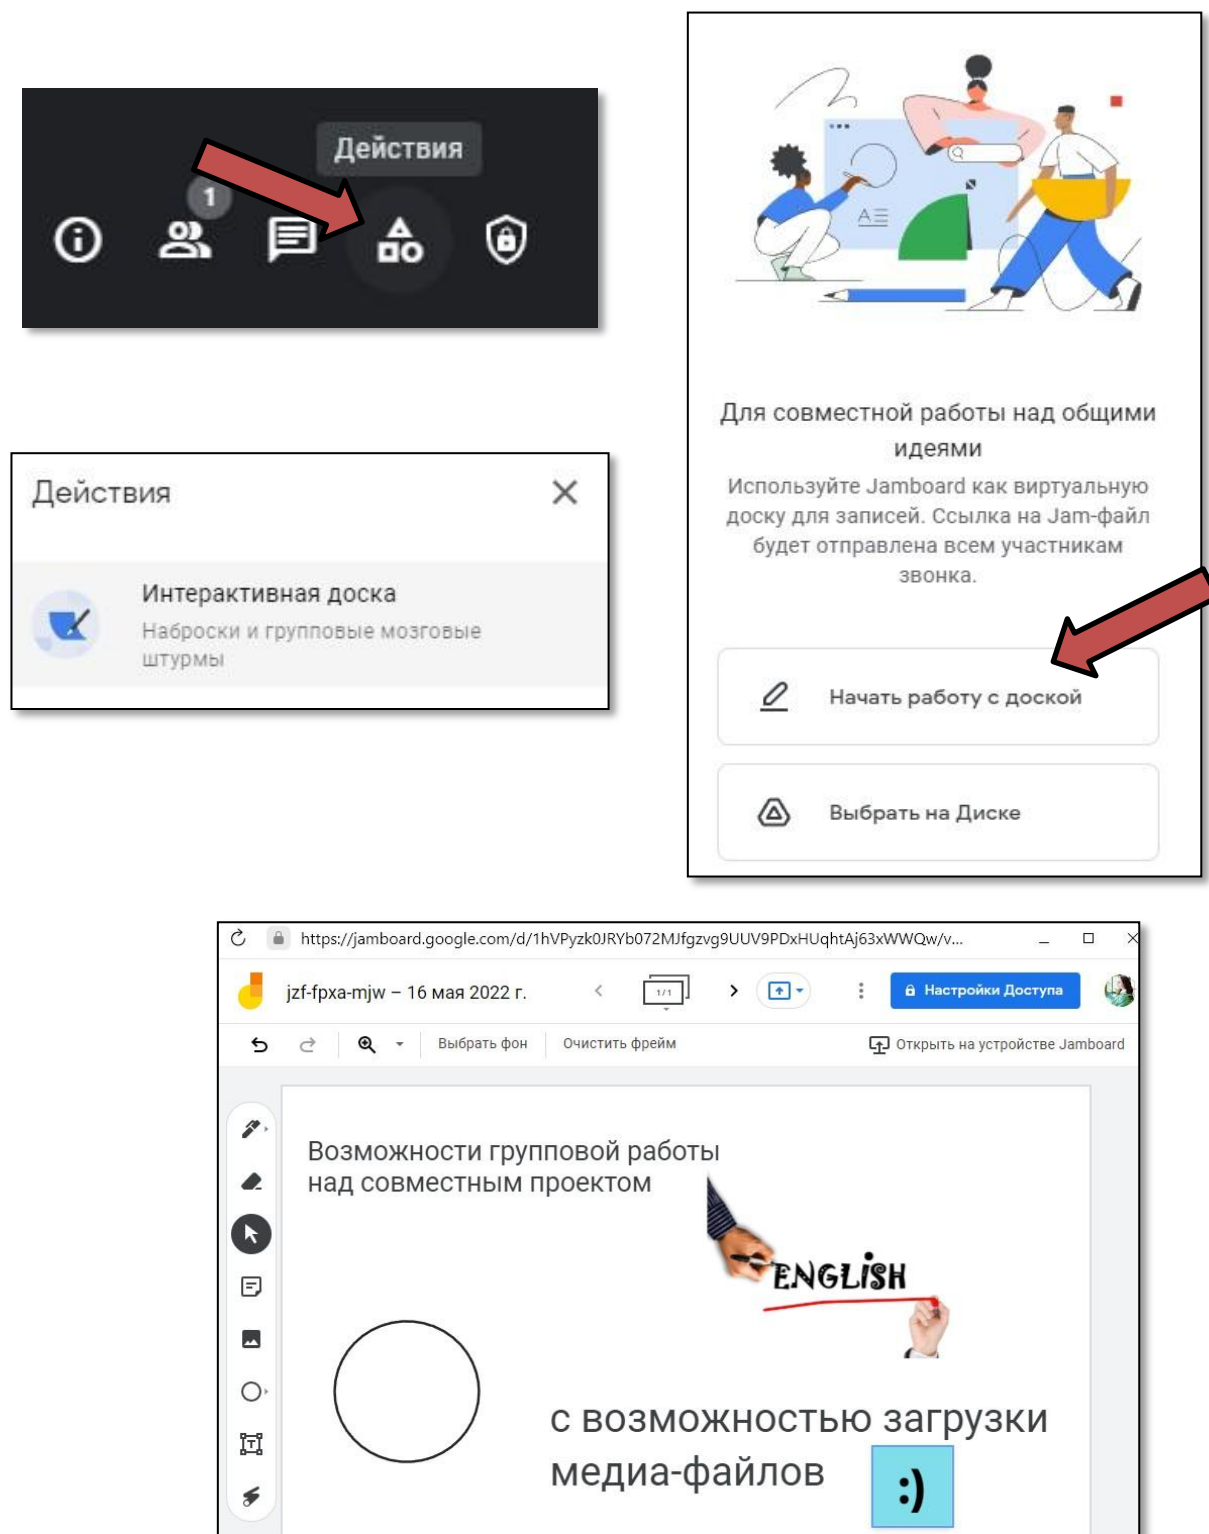 Действия
1
Действия
Интерактивная доска
Наброски и групповые мозговые
штурмы
Для совместной работы над общими
идеями
Используйте Jamboard как виртуальную
доску для записей. Ссылка на Jam-файл
будет отправлена всем участникам
звонка.
Начать работу с доской
Выбрать на Диске
https://jamboard.google.com/d/1hVPyzk0JRYb072MJfgzvg9UUV9PDxHUqhtAj63xWWQw/v...
jzf-fpxa-mjw – 16 мая 2022 г.
1/1
Настройки Доступа
Выбрать фон
Очистить фрейм
Открыть на устройстве Jamboard
Возможности групповой работы
над совместным проектом
ENGLiSH
с возможностью загрузки
медиа-файлов
:)